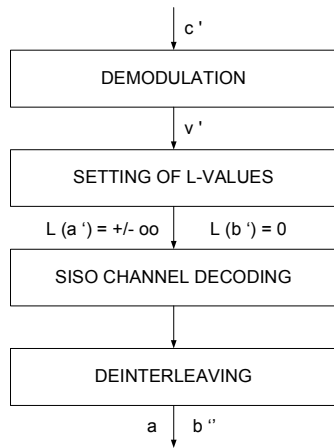 c '
DEMODULATION
v '
SETTING OF L-VALUES
L (a ‘) = +/- oo L (b ‘) = 0
SISO CHANNEL DECODING
DEINTERLEAVING
a b ‘’